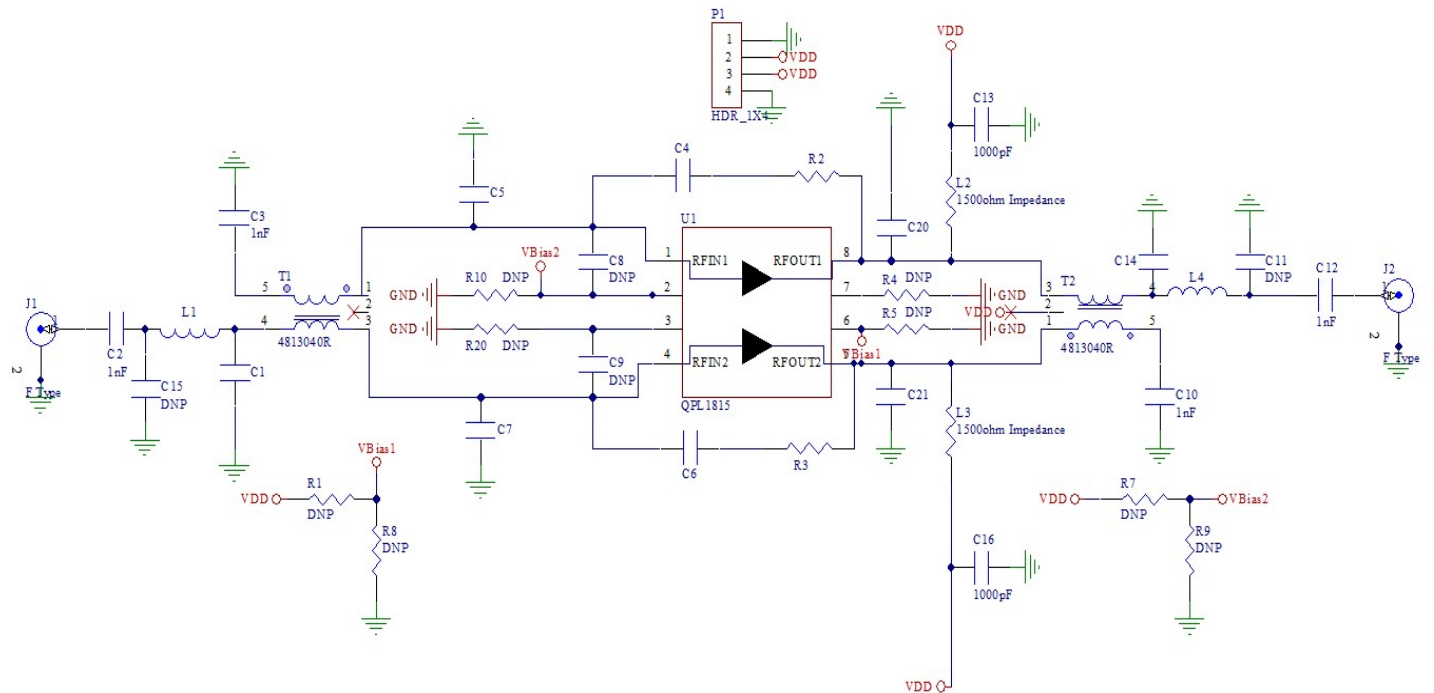 P1
1
2 VDD
3 VDD
4
HDR_1X4
VDD
C13
1000pF
C4
R2
L2
1500ohm Impedance
C5
C3
1nF
U1
C20
VBias2
C8
DNP
1 RFIN1 RFOUT1 8
C14
L4
C11
DNP
C12
1nF
J2
1
2
F Type
T1
5 1
2
4 3
4813040R
R10 DNP
GND
2
7
R4 DNP
GND
T2
3 4
2
VDD
1 5
4813040R
J1
1
2
F Type
L1
C2
1nF
C15
DNP
C1
GND
R20 DNP
3
6
R5 DNP
GND
VBias1
C9
DNP
4 RFIN2 RFOUT2 5
QPL1815
C21
C10
1nF
C7
C6
R3
L3
1500ohm Impedance
VBias1
VDD
R1
DNP
R8
DNP
VDD
R7
DNP
VBias2
R9
DNP
C16
1000pF
VDD